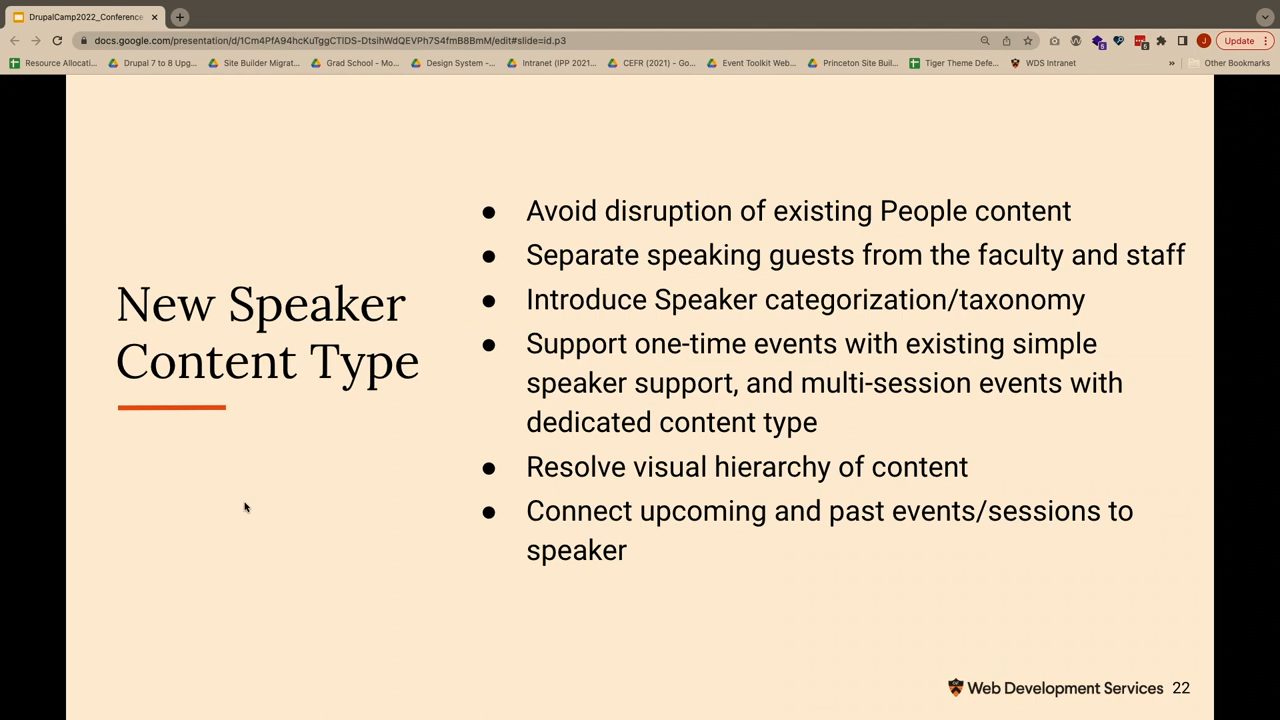 DrupalCamp2022_Conference
docs.google.com/presentation/d/1Cm4PfA94hcKuTggCTlDS-DtsihWdQEVPh7S4fmB8BmM/edit#slide=id.p3
Update
Resource Allocati...
Drupal 7 to 8 Upg...
Site Builder Migrat...
Grad School - Mo...
Design System -...
Intranet (IPP 2021...
CEFR (2021) - Go...
Event Toolkit Web...
Princeton Site Buil...
Tiger Theme Defe...
WDS Intranet
»
Other Bookmarks
New Speaker
Content Type
● Avoid disruption of existing People content
● Separate speaking guests from the faculty and staff
● Introduce Speaker categorization/taxonomy
● Support one-time events with existing simple
speaker support, and multi-session events with
dedicated content type
● Resolve visual hierarchy of content
● Connect upcoming and past events/sessions to
speaker
Web Development Services 22